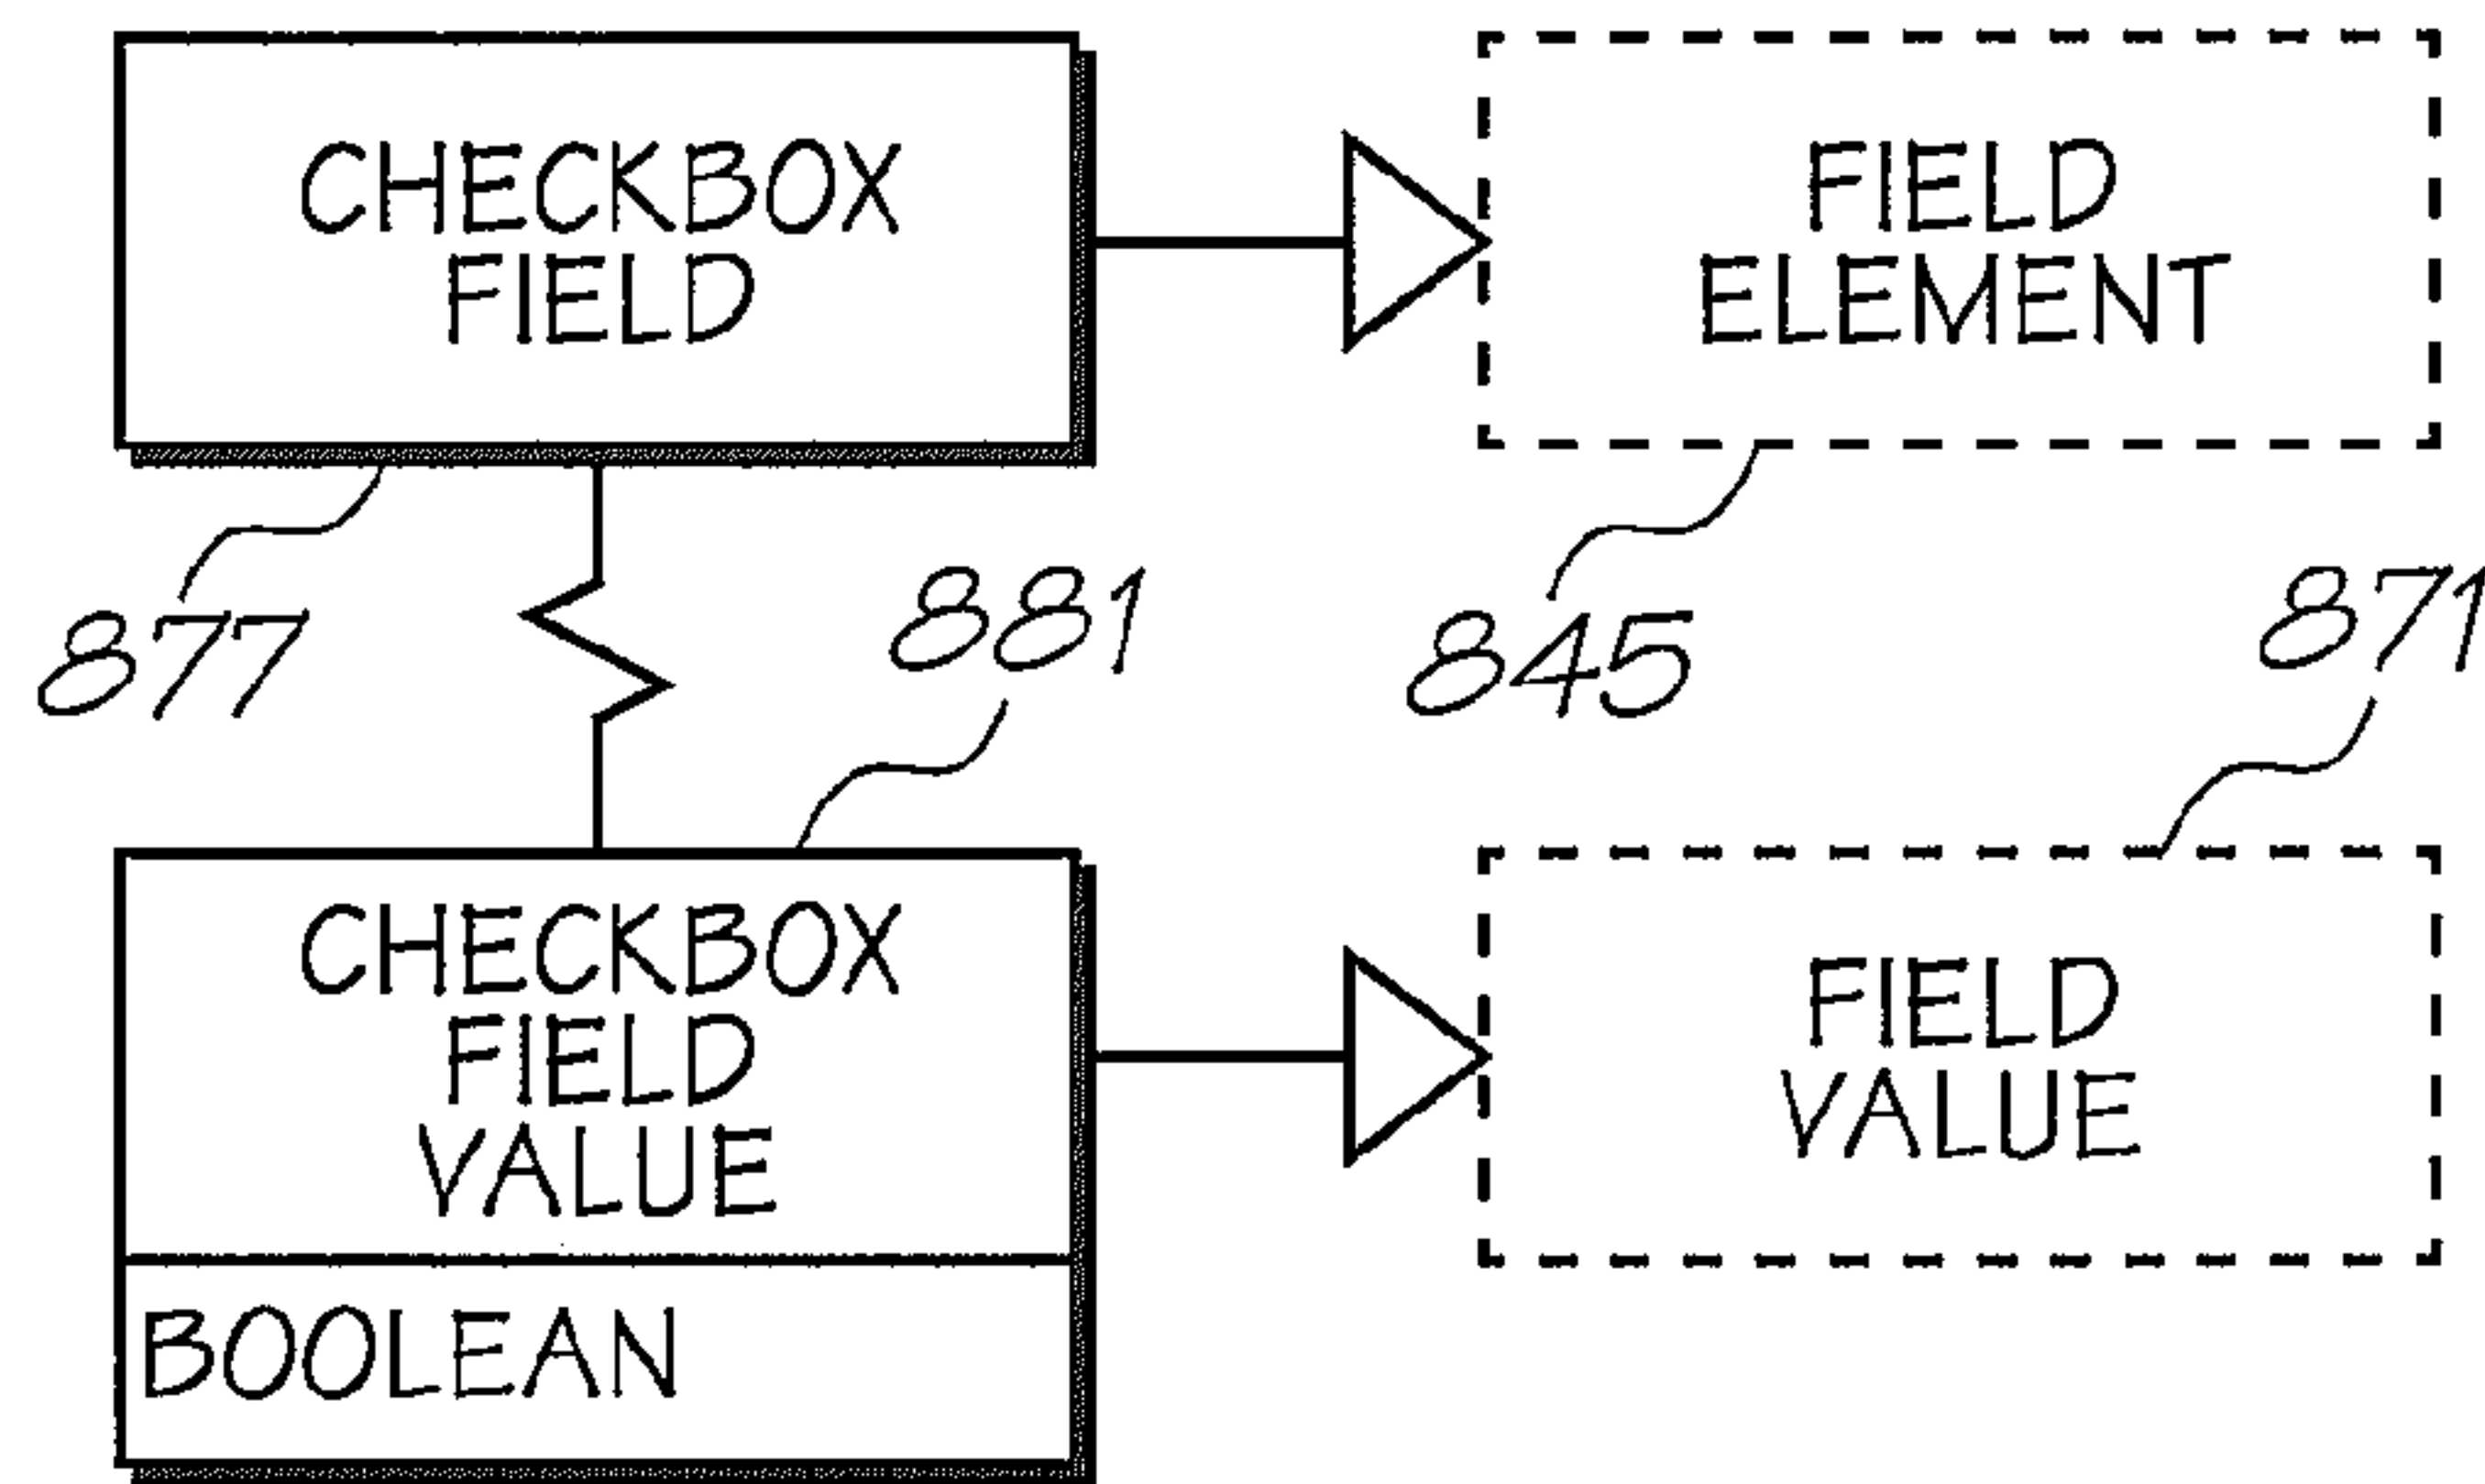 CHECKBOX
FIELD
FIELD
ELEMENT
877
881
845
871
CHECKBOX
FIELD
VALUE
BOOLEAN
FIELD
VALUE